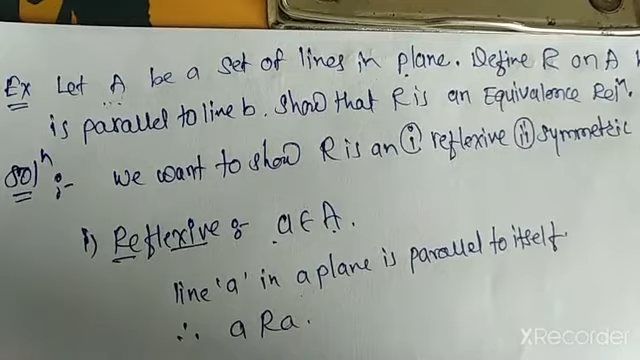 Ex Let A be a set of lines in plane. Define R on A
is parallel to line b. show that R is an Equivalence Reln.
Solⁿ :- we want to show R is an (i) reflexive (ii) symmetric
i) Reflexive :- a ∈ A.
line 'a' in a plane is parallel to itself.
∴ a R a.
XRecorder